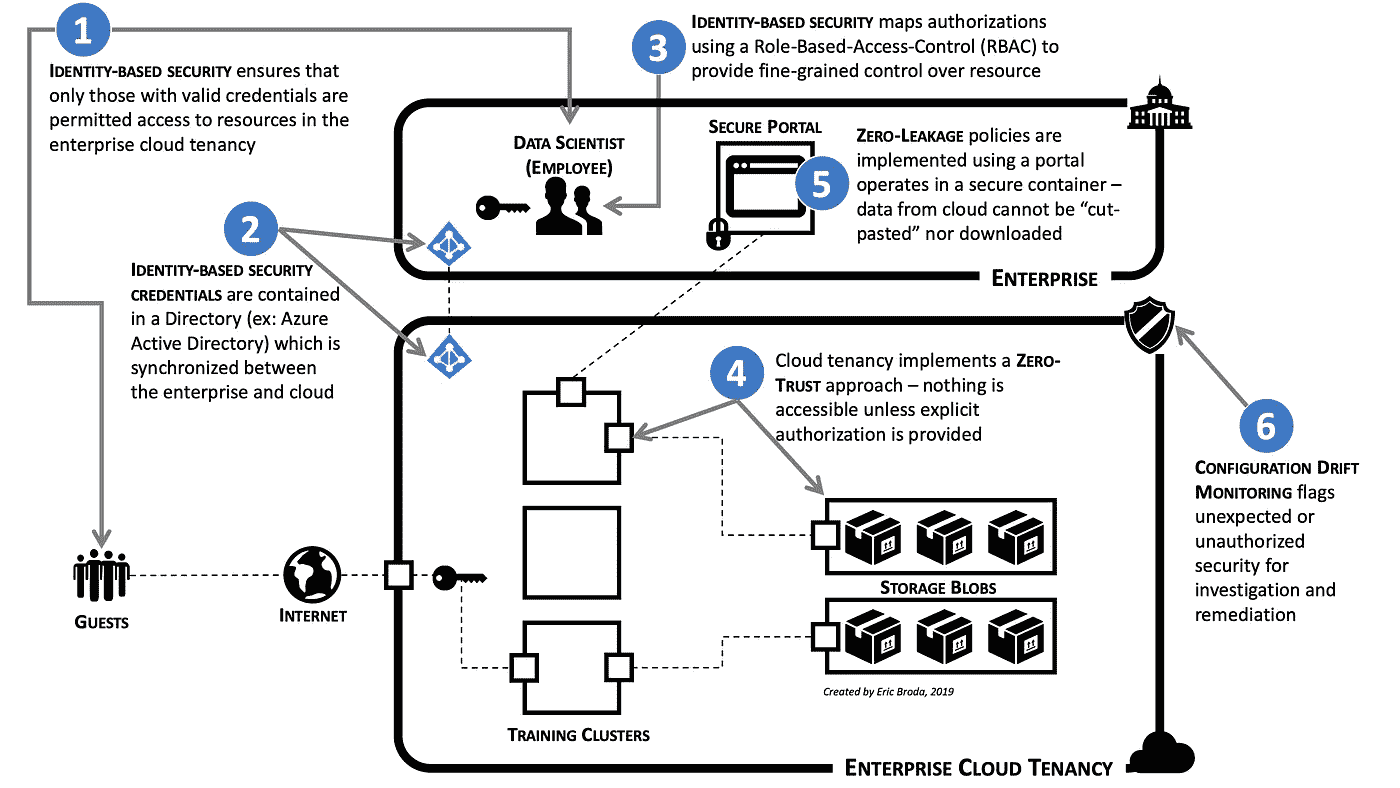 1
IDENTITY-BASED SECURITY ensures that
only those with valid credentials are
permitted access to resources in the
enterprise cloud tenancy
2
IDENTITY-BASED SECURITY
CREDENTIALS are contained
in a Directory (ex: Azure
Active Directory) which is
synchronized between
the enterprise and cloud
3
IDENTITY-BASED SECURITY maps authorizations
using a Role-Based-Access-Control (RBAC) to
provide fine-grained control over resource
DATA SCIENTIST
(EMPLOYEE)
SECURE PORTAL
5
ZERO-LEAKAGE policies are
implemented using a portal
operates in a secure container –
data from cloud cannot be “cut-
pasted” nor downloaded
ENTERPRISE
4
Cloud tenancy implements a ZERO-
TRUST approach – nothing is
accessible unless explicit
authorization is provided
6
CONFIGURATION DRIFT
MONITORING flags
unexpected or
unauthorized
security for
investigation and
remediation
GUESTS
INTERNET
STORAGE BLOBS
Created by Eric Broda, 2019
TRAINING CLUSTERS
ENTERPRISE CLOUD TENANCY